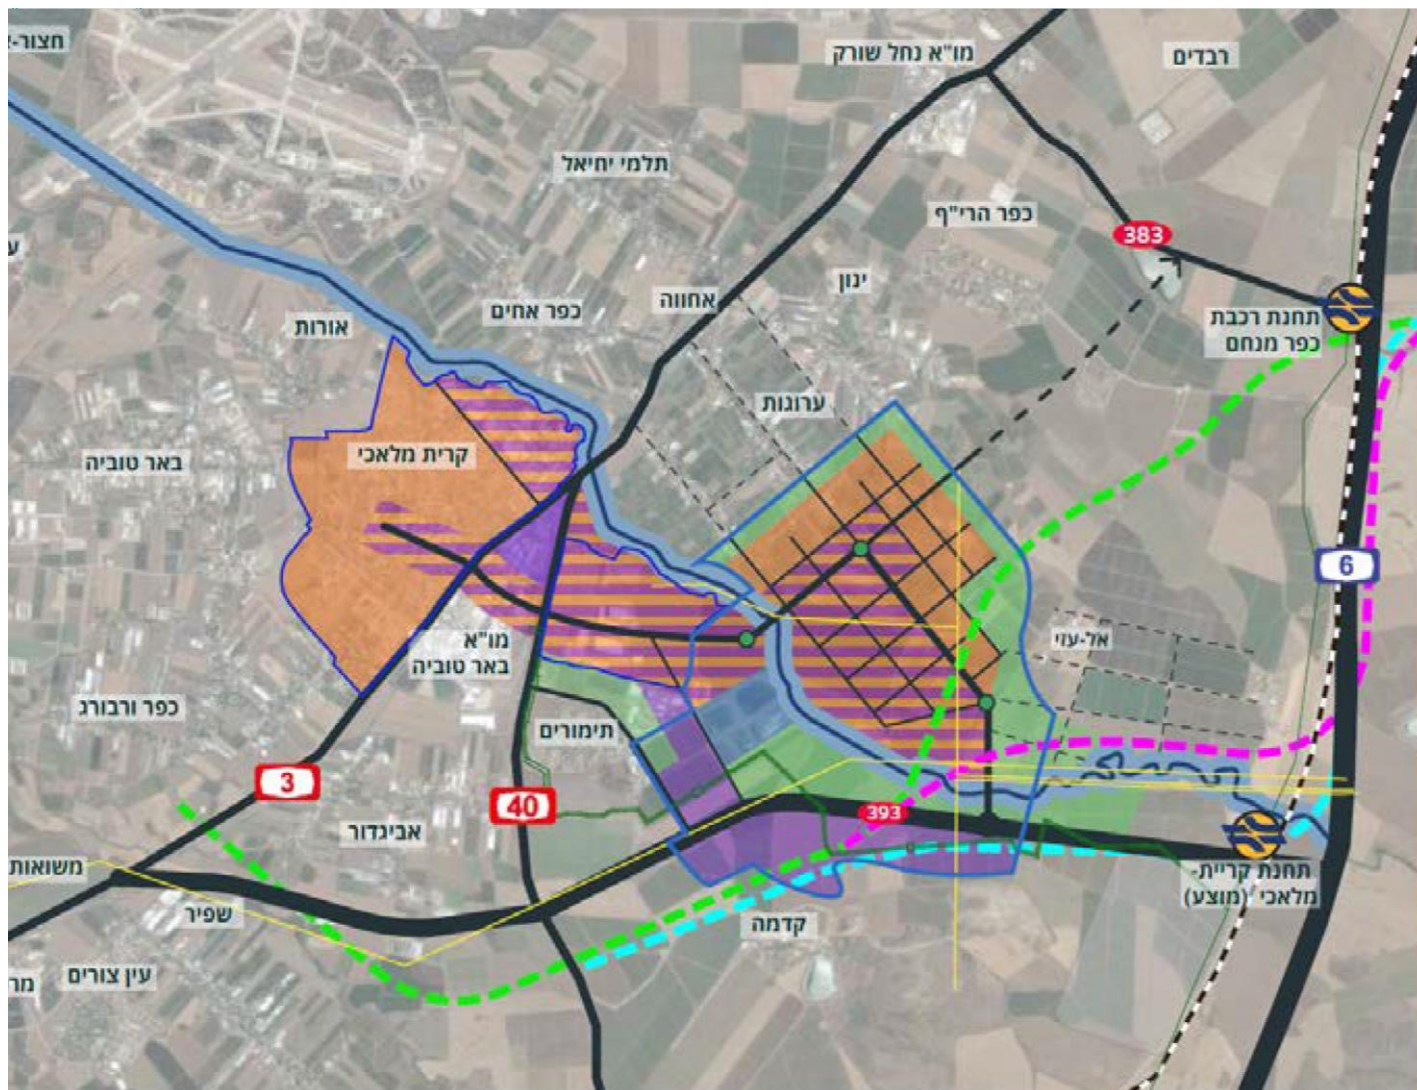 חצור-א
מו"א נחל שורק
רבדים
תלמי יחיאל
כפר הרי"ף
383
ינון
אחווה
כפר אחים
אורות
תחנת רכבת
כפר מנחם
ערוגות
קרית מלאכי
באר טוביה
6
מו"א
באר טוביה
אל-עזי
כפר ורבורג
תימורים
3
40
393
אביגדור
משואות
תחנת קריית-
מלאכי (מוצע)
שפיר
קדמה
עין צורים
מר